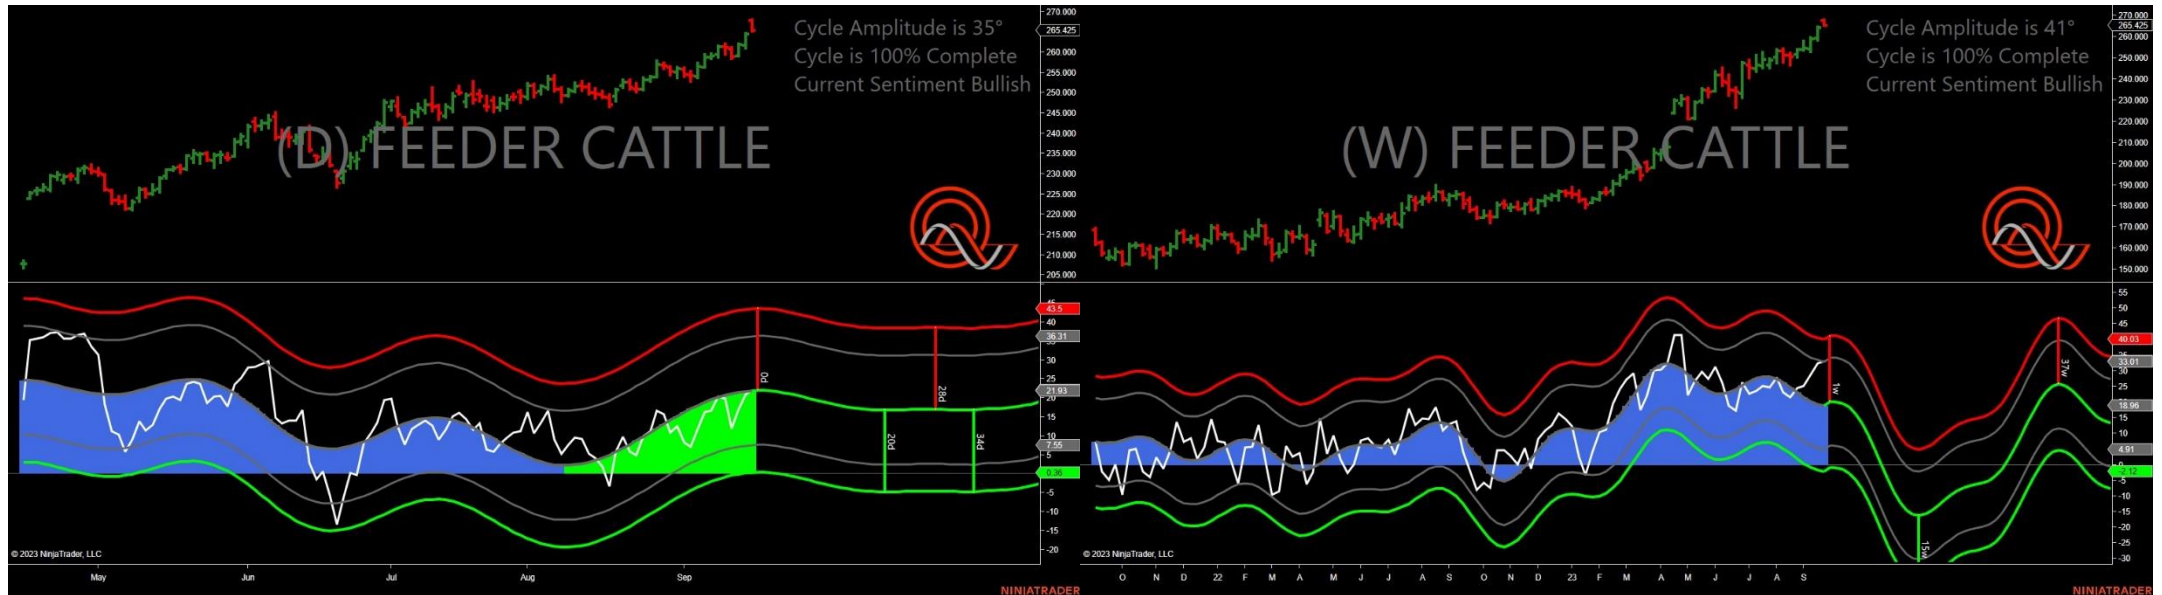 Cycle Amplitude is 35°
Cycle is 100% Complete
Current Sentiment Bullish
(D) FEEDER CATTLE
270.000
265.425
260.000
255.000
250.000
245.000
240.000
235.000
230.000
225.000
220.000
215.000
210.000
205.000
43.5
40
36.31
30
25
21.93
20
15
10
7.55
5
0.36
-5
-10
-15
-20
0d
28d
20d
34d
© 2023 NinjaTrader, LLC
May Jun Jul Aug Sep
NINJATRADER
Cycle Amplitude is 41°
Cycle is 100% Complete
Current Sentiment Bullish
(W) FEEDER CATTLE
270.000
265.425
260.000
250.000
240.000
230.000
220.000
210.000
200.000
190.000
180.000
170.000
160.000
150.000
55
50
45
40.03
33.01
30
25
18.96
15
10
4.91
-2.12
-5
-10
-15
-20
-25
-30
1w
37w
15w
© 2023 NinjaTrader, LLC
O N D 22 F M A M J J A S O N D 23 F M A M J J A S
NINJATRADER